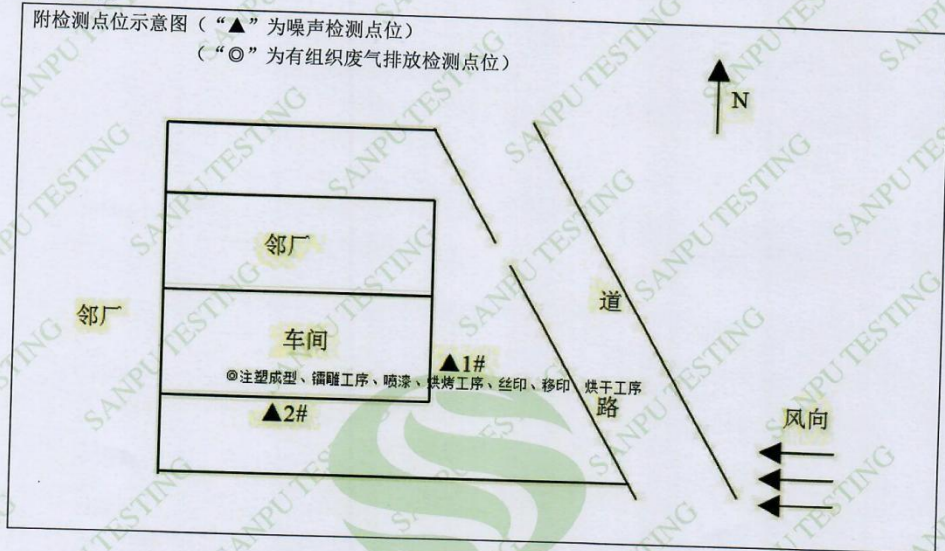 附检测点位示意图（“▲”为噪声检测点位）
（“◎”为有组织废气排放检测点位）
N
邻厂
道
邻厂
车间
▲1#
◎注塑成型、镭雕工序、喷漆、烘烤工序、丝印、移印、烘干工序
▲2#
路
风向
SANPU TESTING